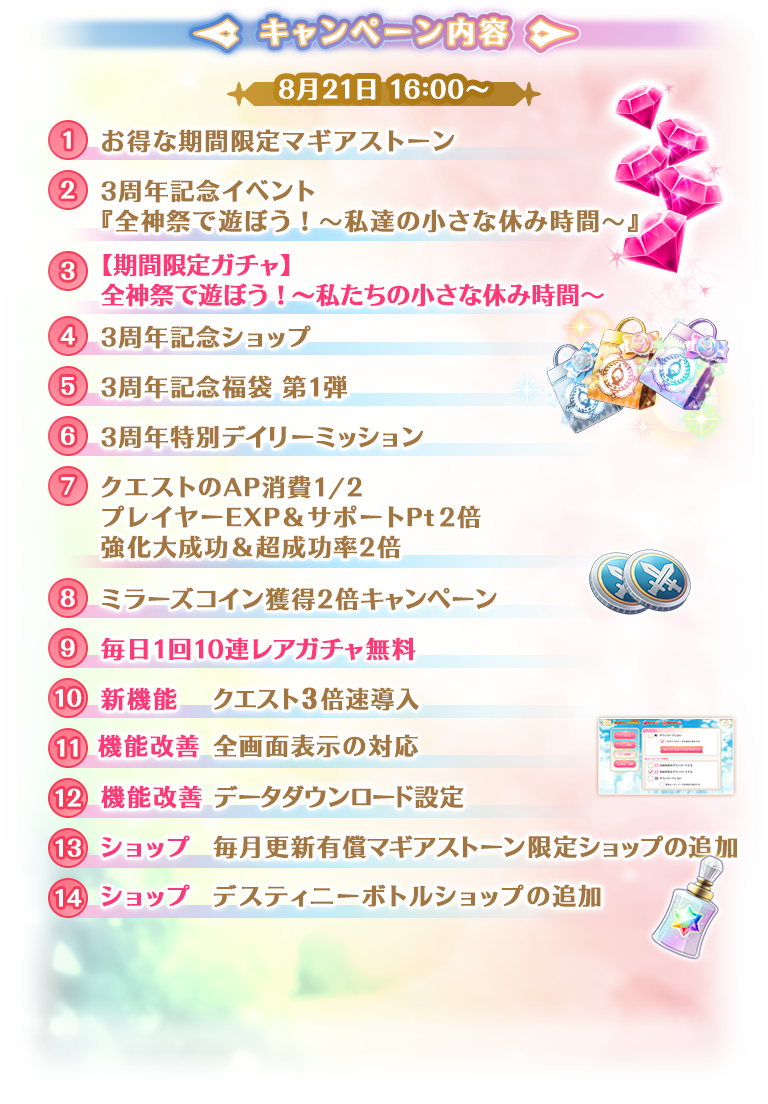 キャンペーン内容
8月21日 16:00〜
1 お得な期間限定マギアストーン
2 3周年記念イベント
『全神祭で遊ぼう！〜私達の小さな休み時間〜』
3 【期間限定ガチャ】
全神祭で遊ぼう！〜私たちの小さな休み時間〜
4 3周年記念ショップ
5 3周年記念福袋 第1弾
6 3周年特別デイリーミッション
7 クエストのAP消費1/2
プレイヤーEXP＆サポートPt2倍
強化大成功＆超成功率2倍
8 ミラーズコイン獲得2倍キャンペーン
9 毎日1回10連レアガチャ無料
10 新機能 クエスト3倍速導入
11 機能改善 全画面表示の対応
12 機能改善 データダウンロード設定
13 ショップ 毎月更新有償マギアストーン限定ショップの追加
14 ショップ デスティニーボトルショップの追加